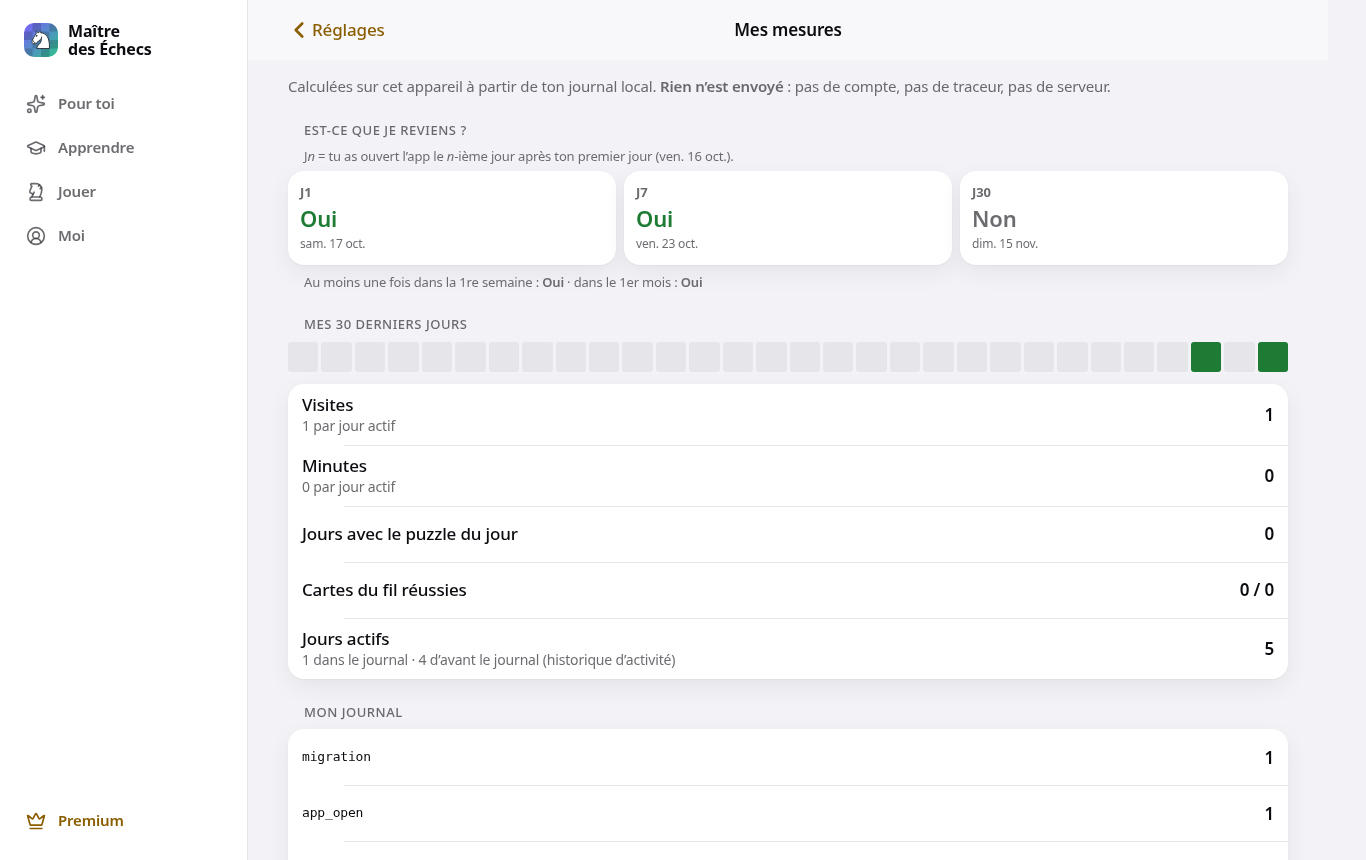 Maître
des Échecs
Pour toi
Apprendre
Jouer
Moi
Premium
Réglages
Mes mesures
Calculées sur cet appareil à partir de ton journal local. Rien n’est envoyé : pas de compte, pas de traceur, pas de serveur.
EST-CE QUE JE REVIENS ?
Jn = tu as ouvert l’app le n-ième jour après ton premier jour (ven. 16 oct.).
J1
Oui
sam. 17 oct.
J7
Oui
ven. 23 oct.
J30
Non
dim. 15 nov.
Au moins une fois dans la 1re semaine : Oui · dans le 1er mois : Oui
MES 30 DERNIERS JOURS
Visites
1 par jour actif
1
Minutes
0 par jour actif
0
Jours avec le puzzle du jour
0
Cartes du fil réussies
0 / 0
Jours actifs
1 dans le journal · 4 d’avant le journal (historique d’activité)
5
MON JOURNAL
migration
1
app_open
1